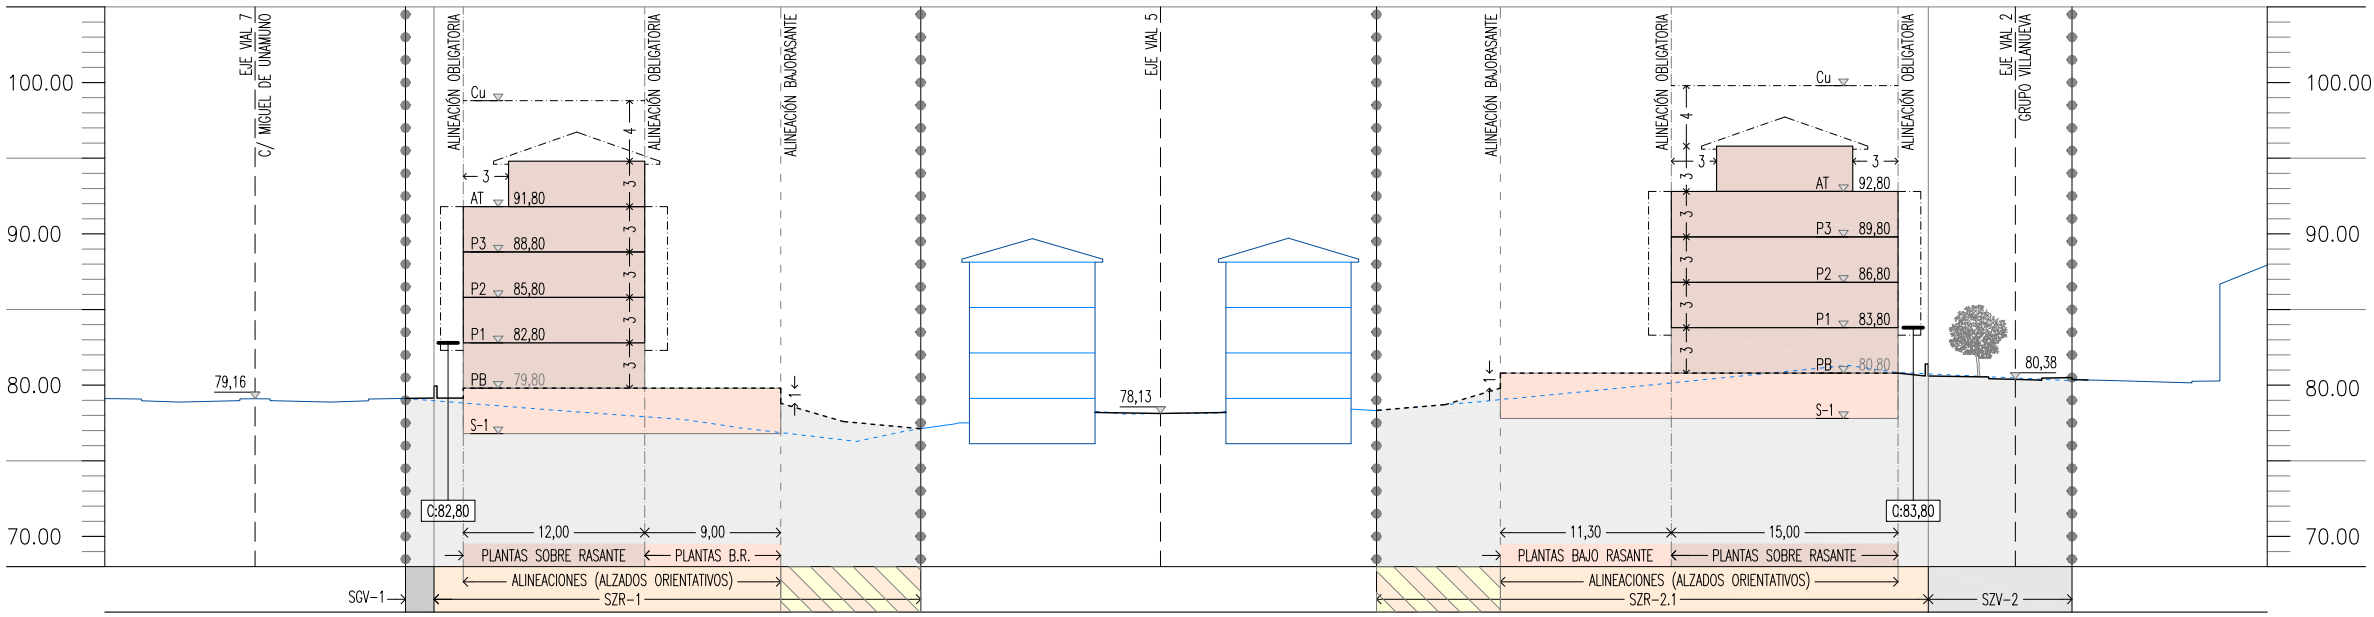 EJE VIAL 7
C/ MIGUEL DE UNAMUNO
ALINEACIÓN OBLIGATORIA
ALINEACIÓN OBLIGATORIA
ALINEACIÓN BAJORASANTE
EJE VIAL 5
ALINEACIÓN BAJORASANTE
ALINEACIÓN OBLIGATORIA
ALINEACIÓN OBLIGATORIA
EJE VIAL 2
GRUPO VILLANUEVA
100.00
90.00
80.00
70.00
79,16
Cu
4
3
3
AT 91,80
3
P3 88,80
3
P2 85,80
3
P1 82,80
3
PB 79,80
1
S-1
C:82,80
12,00
9,00
PLANTAS SOBRE RASANTE
PLANTAS B.R.
ALINEACIONES (ALZADOS ORIENTATIVOS)
SGV-1
SZR-1
78,13
Cu
4
3
3
3
AT 92,80
3
P3 89,80
3
P2 86,80
3
P1 83,80
3
PB 80,80
1
S-1
80,38
C:83,80
11,30
15,00
PLANTAS BAJO RASANTE
PLANTAS SOBRE RASANTE
ALINEACIONES (ALZADOS ORIENTATIVOS)
SZR-2.1
SZV-2
100.00
90.00
80.00
70.00